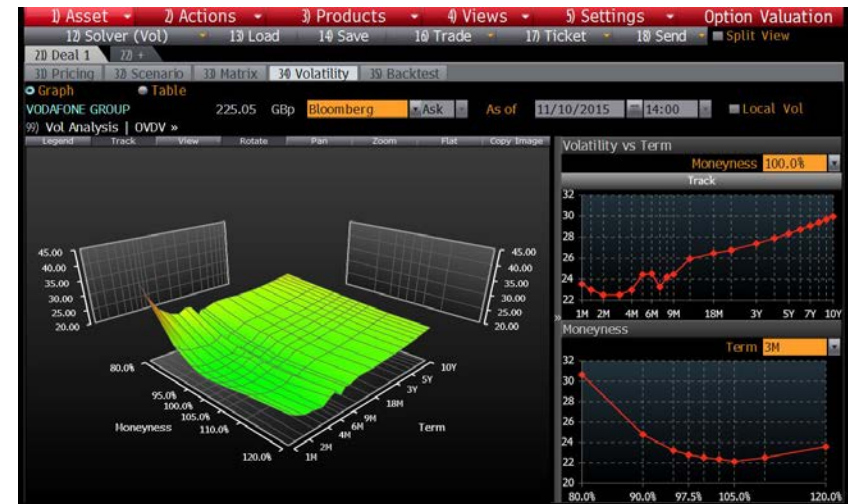 1) Asset 2) Actions 3) Products 4) Views 5) Settings Option Valuation
12) Solver (Vol) 13) Load 14) Save 16) Trade 17) Ticket 18) Send Split View
21) Deal 1 22) +
31) Pricing 32) Scenario 33) Matrix 34) Volatility 35) Backtest
Graph Table
VODAFONE GROUP 225.05 GBp Bloomberg Ask As of 11/10/2015 14:00 Local Vol
99) Vol Analysis | OVDV »
Legend Track View Rotate Pan Zoom Flat Copy Image
45.00
40.00
35.00
30.00
25.00
20.00
45.00
40.00
35.00
30.00
25.00
20.00
80.0%
95.0%
100.0%
105.0%
110.0%
120.0%
Moneyness
10Y
5Y
3Y
18M
9M
6M
4M
2M
1M
Term
Volatility vs Term
Moneyness 100.0%
Track
32
30
28
26
24
22
1M 2M 4M 6M 9M 18M 3Y 5Y 7Y 10Y
»
Moneyness
Term 3M
32
30
28
26
24
22
20
80.0% 90.0% 97.5% 105.0% 120.0%